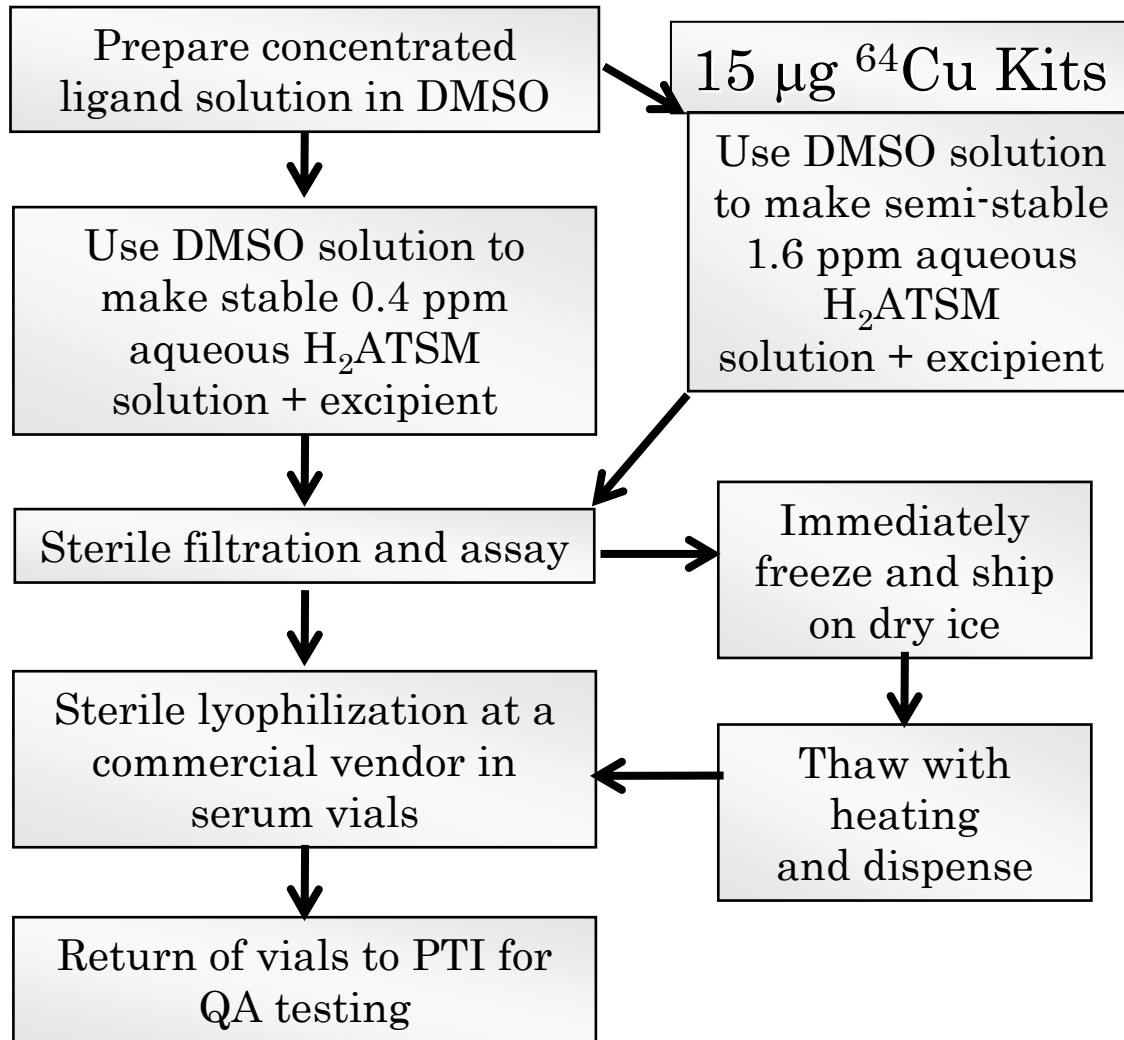 Prepare concentrated
ligand solution in DMSO
15 μg ⁶⁴Cu Kits
Use DMSO solution
to make semi-stable
1.6 ppm aqueous
H₂ATSM
solution + excipient
Use DMSO solution to
make stable 0.4 ppm
aqueous H₂ATSM
solution + excipient
Sterile filtration and assay
Immediately
freeze and ship
on dry ice
Sterile lyophilization at a
commercial vendor in
serum vials
Thaw with
heating
and dispense
Return of vials to PTI for
QA testing